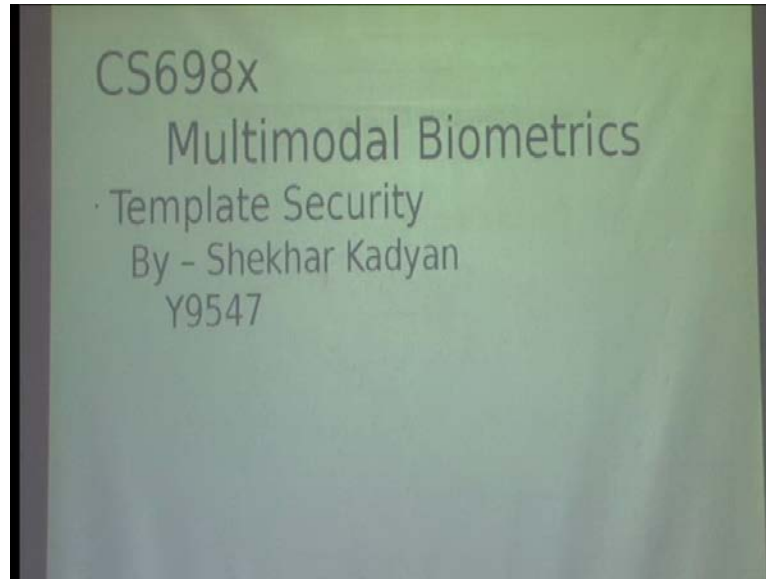 CS698x
Multimodal Biometrics
· Template Security
By – Shekhar Kadyan
Y9547